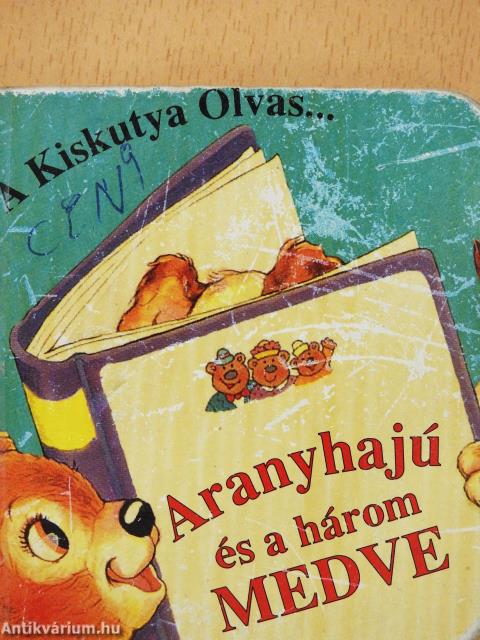 A Kiskutya Olvas...
Aranyhajú
és a három
MEDVE
Antikvárium.hu